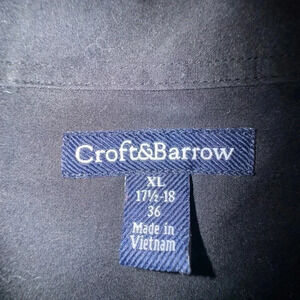 Croft&Barrow
XL
17½-18
36
Made in
Vietnam